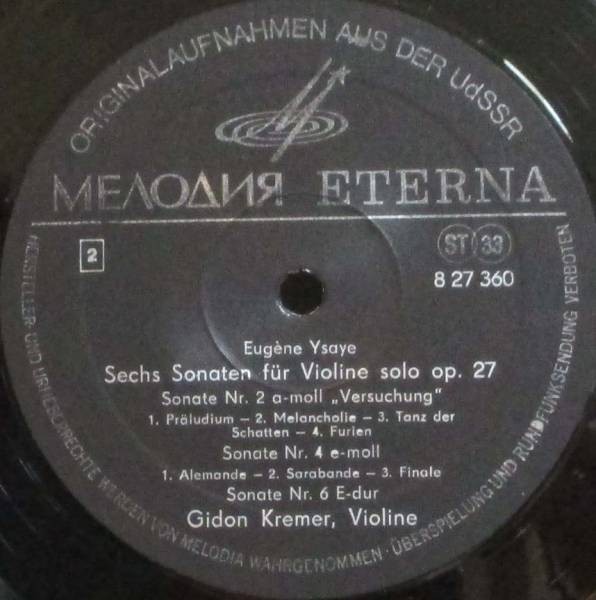 ORIGINALAUFNAHMEN AUS DER UdSSR
МЕЛОДИЯ ETERNA
2
ST 33
8 27 360
Eugène Ysaye
Sechs Sonaten für Violine solo op. 27
Sonate Nr. 2 a-moll „Versuchung"
1. Präludium – 2. Melancholie – 3. Tanz der
Schatten – 4. Furien
Sonate Nr. 4 e-moll
1. Alemande – 2. Sarabande – 3. Finale
Sonate Nr. 6 E-dur
Gidon Kremer, Violine
HERSTELLER- UND URHEBERRECHTE WERDEN VON MELODIA WAHRGENOMMEN · ÜBERSPIELUNG UND RUNDFUNKSENDUNG VERBOTEN